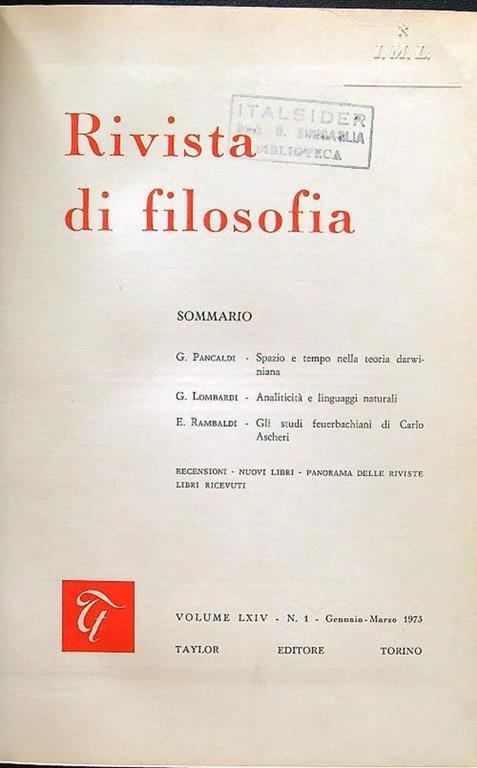 I. M. L.
ITALSIDER
BIBLIOTECA
Rivista
di filosofia
SOMMARIO
G. PANCALDI - Spazio e tempo nella teoria darwi-
niana
G. LOMBARDI - Analiticità e linguaggi naturali
E. RAMBALDI - Gli studi feuerbachiani di Carlo
Ascheri
RECENSIONI - NUOVI LIBRI - PANORAMA DELLE RIVISTE
LIBRI RICEVUTI
VOLUME LXIV - N. 1 - Gennaio-Marzo 1973
TAYLOR EDITORE TORINO